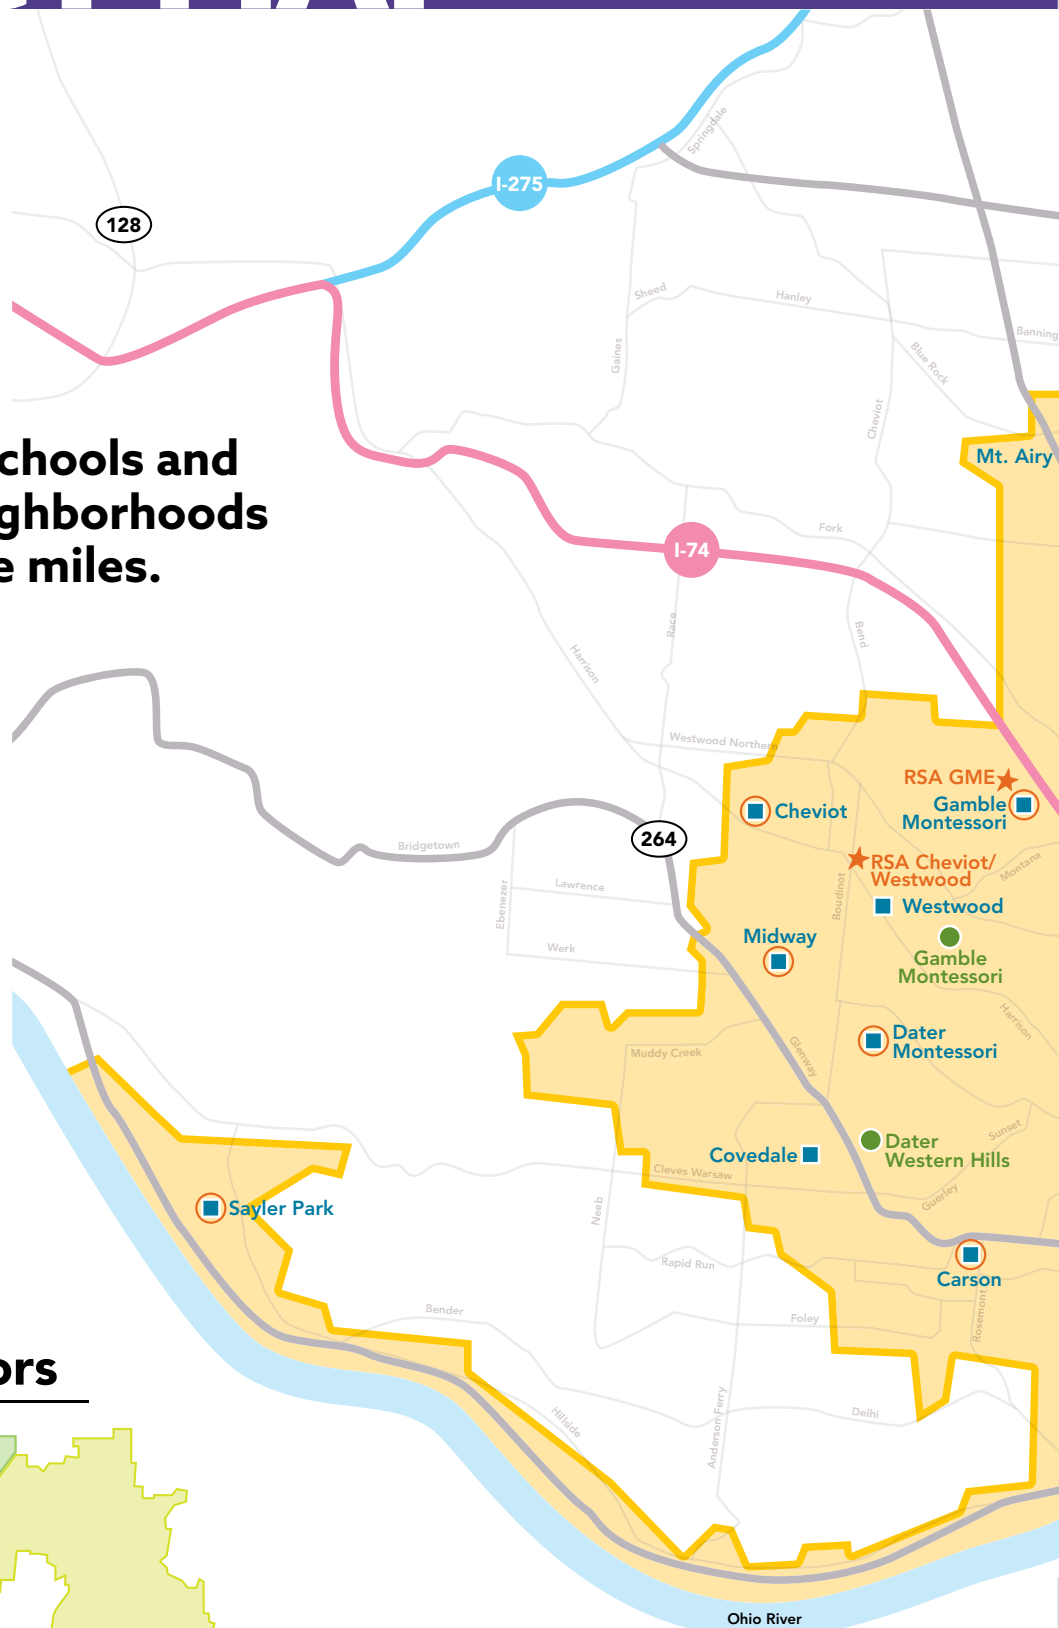 Springdale
I-275
128
Sheed
Hanley
Banning
Gaines
Blue Rock
Cheviot
chools and
ghborhoods
e miles.
Mt. Airy
Fork
I-74
Race
Bend
Harrison
Westwood Northern
RSA GME
Gamble
Montessori
Cheviot
264
Bridgetown
RSA Cheviot/
Westwood
Montana
Lawrence
Ebenezer
Boudinot
Westwood
Midway
Werk
Gamble
Montessori
Harrison
Dater
Montessori
Muddy Creek
Glenway
Sunset
Dater
Western Hills
Covedale
Cleves Warsaw
Guerley
Sayler Park
Neeb
Rapid Run
Carson
Bender
Foley
Rosemont
ors
Hillside
Anderson Ferry
Delhi
Ohio River